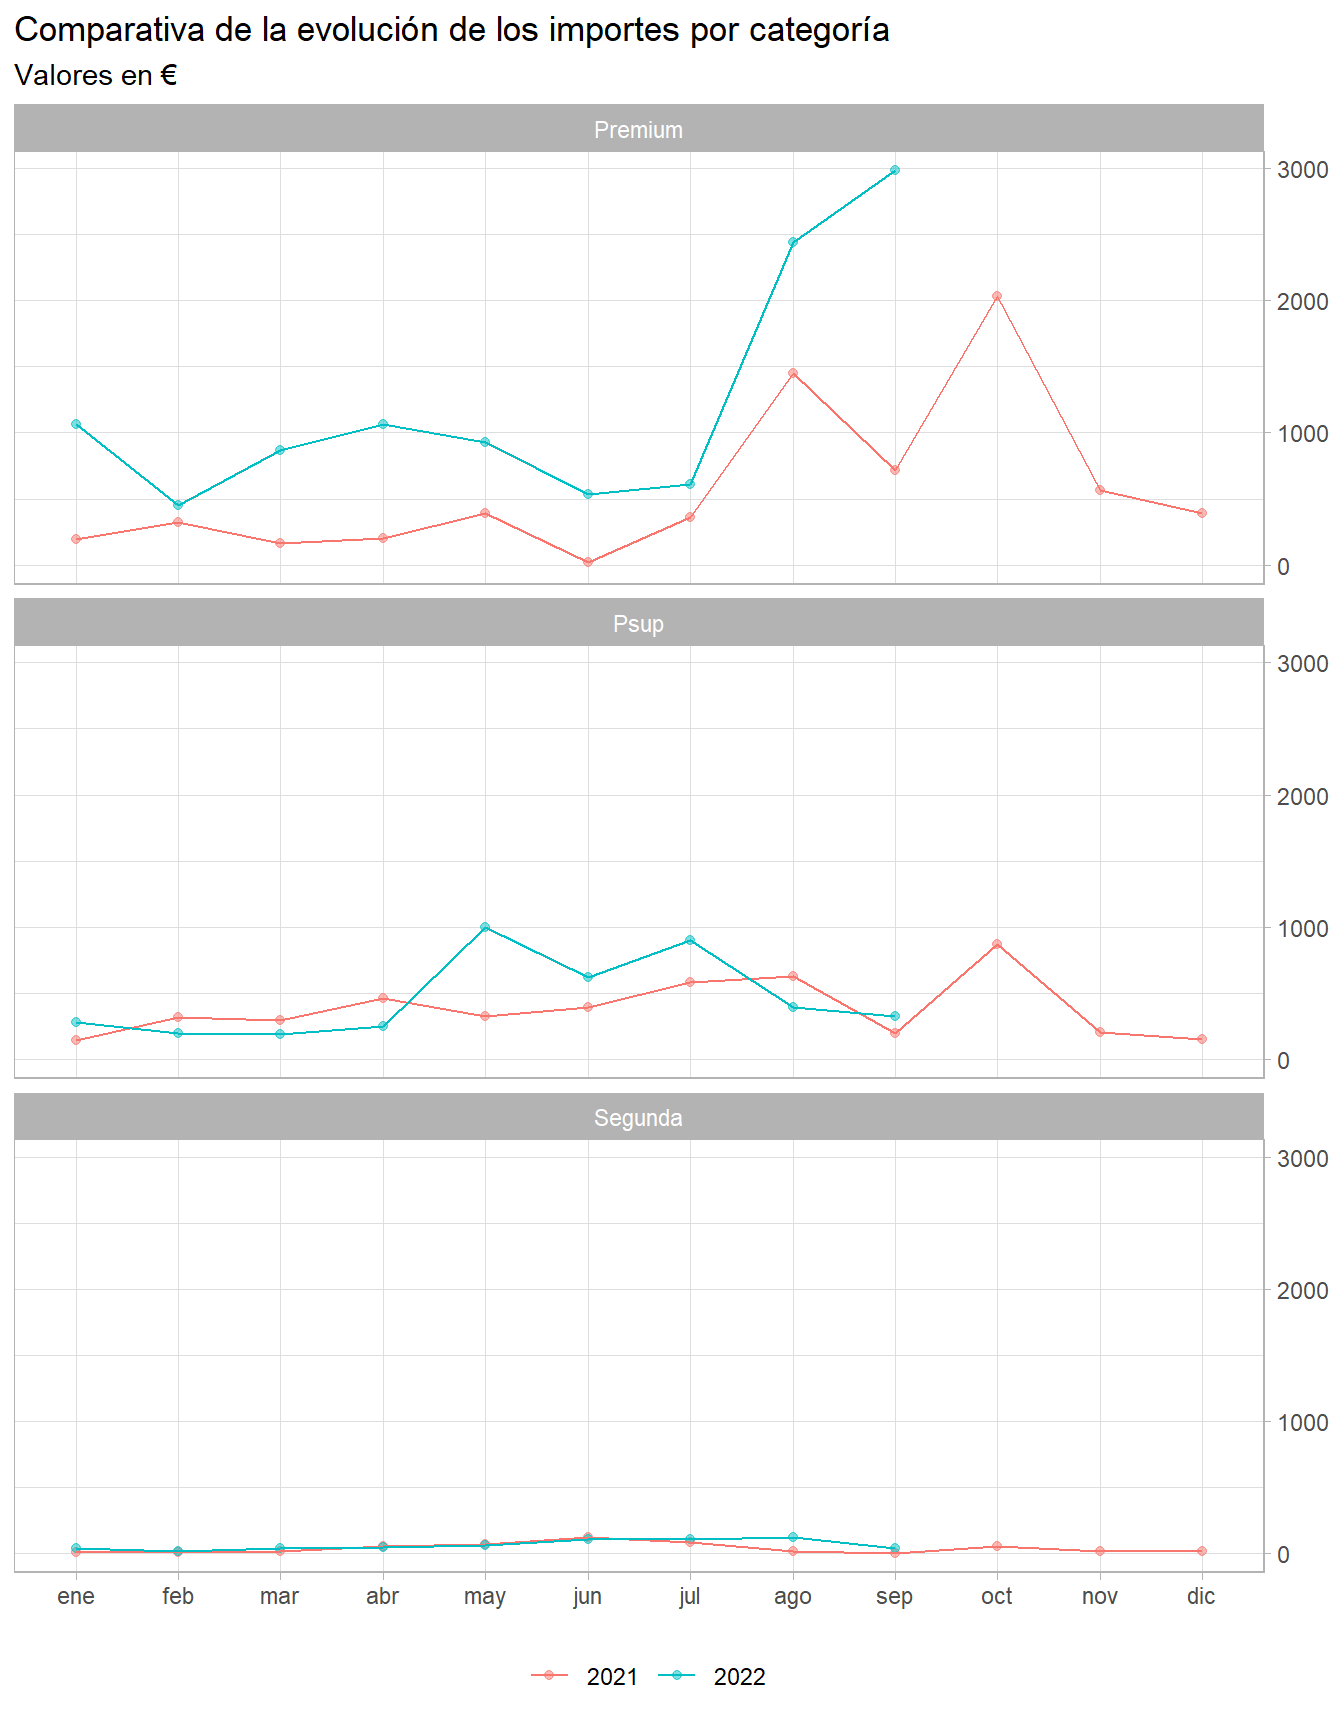 Comparativa de la evolución de los importes por categoría
Valores en €
Premium
3000
2000
1000
0
Psup
3000
2000
1000
0
Segunda
3000
2000
1000
0
ene feb mar abr may jun jul ago sep oct nov dic
2021 2022